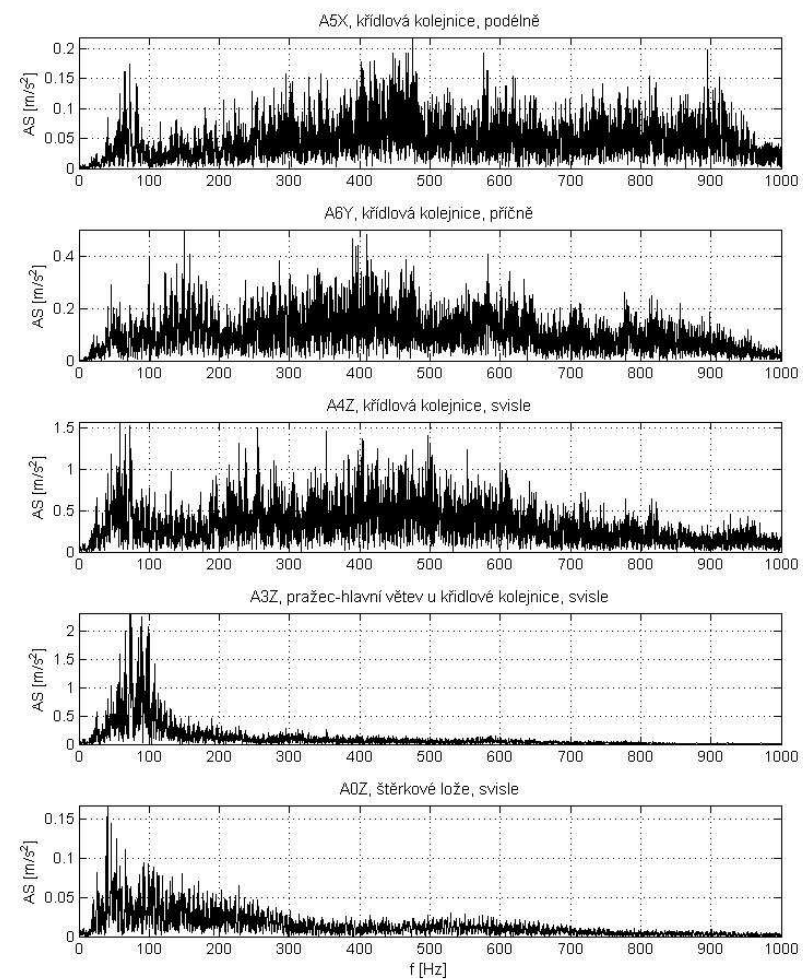 A5X, křídlová kolejnice, podélně
0.2
0.15
0.1
0.05
0
AS [m/s²]
0 100 200 300 400 500 600 700 800 900 1000
A6Y, křídlová kolejnice, příčně
0.4
0.2
0
AS [m/s²]
0 100 200 300 400 500 600 700 800 900 1000
A4Z, křídlová kolejnice, svisle
1.5
1
0.5
0
AS [m/s²]
0 100 200 300 400 500 600 700 800 900 1000
A3Z, pražec-hlavní větev u křidlové kolejnice, svisle
2
1.5
1
0.5
0
AS [m/s²]
0 100 200 300 400 500 600 700 800 900 1000
A0Z, štěrkové lože, svisle
0.15
0.1
0.05
0
AS [m/s²]
0 100 200 300 400 500 600 700 800 900 1000
f [Hz]